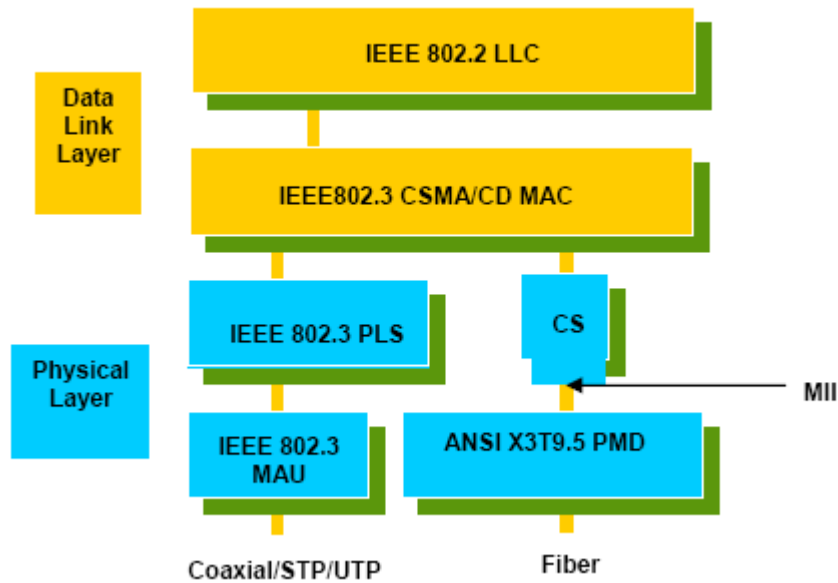 IEEE 802.2 LLC
Data
Link
Layer
IEEE802.3 CSMA/CD MAC
IEEE 802.3 PLS
CS
Physical
Layer
MII
IEEE 802.3
MAU
ANSI X3T9.5 PMD
Coaxial/STP/UTP
Fiber